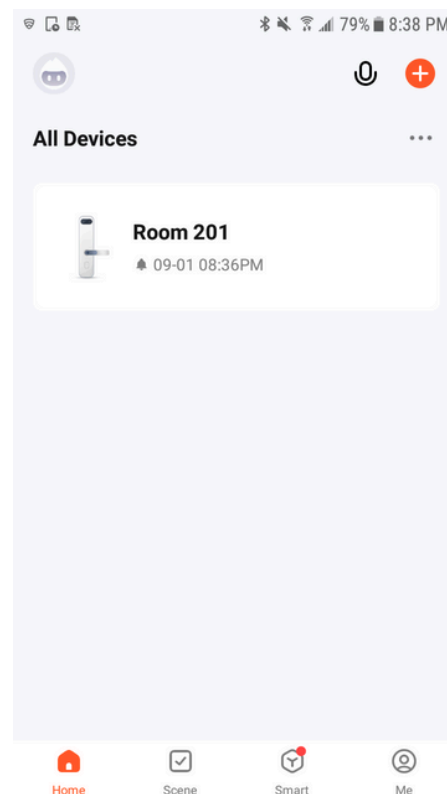 79% 8:38 PM
All Devices
Room 201
09-01 08:36PM
Home Scene Smart Me